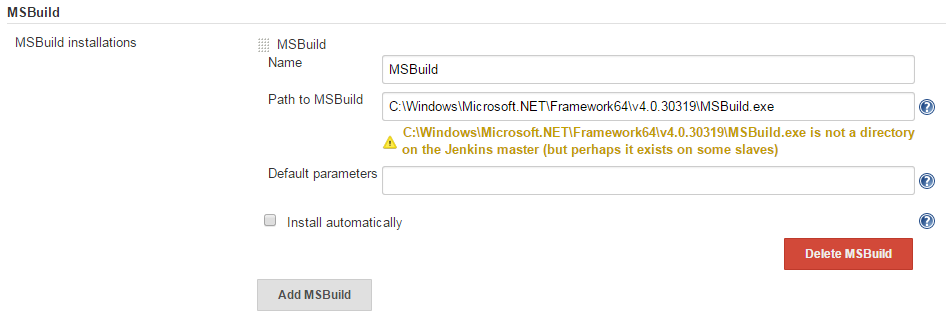 MSBuild
MSBuild installations
MSBuild
Name
MSBuild
Path to MSBuild
C:\Windows\Microsoft.NET\Framework64\v4.0.30319\MSBuild.exe
C:\Windows\Microsoft.NET\Framework64\v4.0.30319\MSBuild.exe is not a directory
on the Jenkins master (but perhaps it exists on some slaves)
Default parameters
Install automatically
Delete MSBuild
Add MSBuild